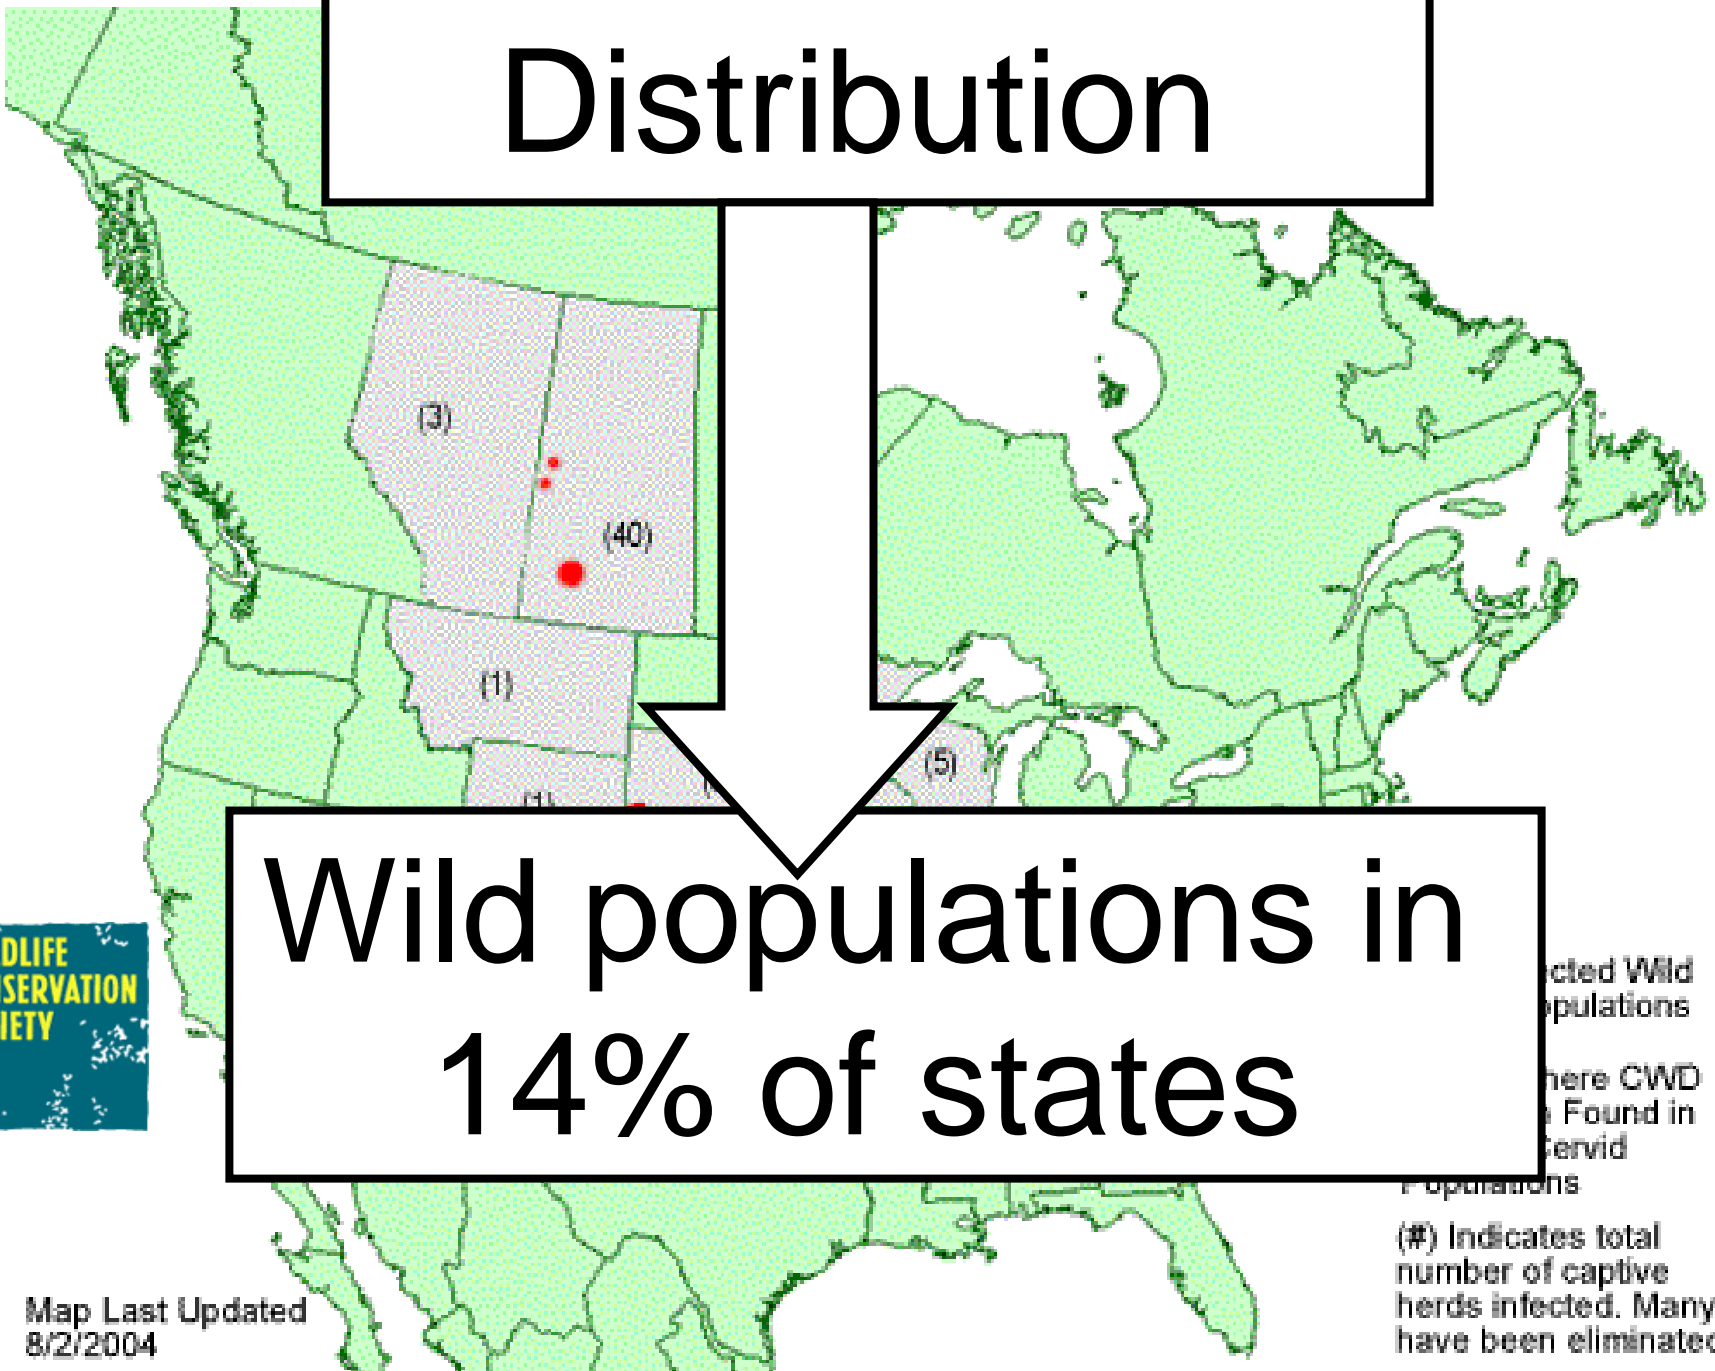 Distribution
(3)
(40)
(1)
(5)
(1)
Wild populations in
14% of states
DLIFE
SERVATION
IETY
cted Wild
pulations
here CWD
Found in
ervid
Populations
(#) Indicates total
number of captive
herds infected. Many
have been eliminated
Map Last Updated
8/2/2004